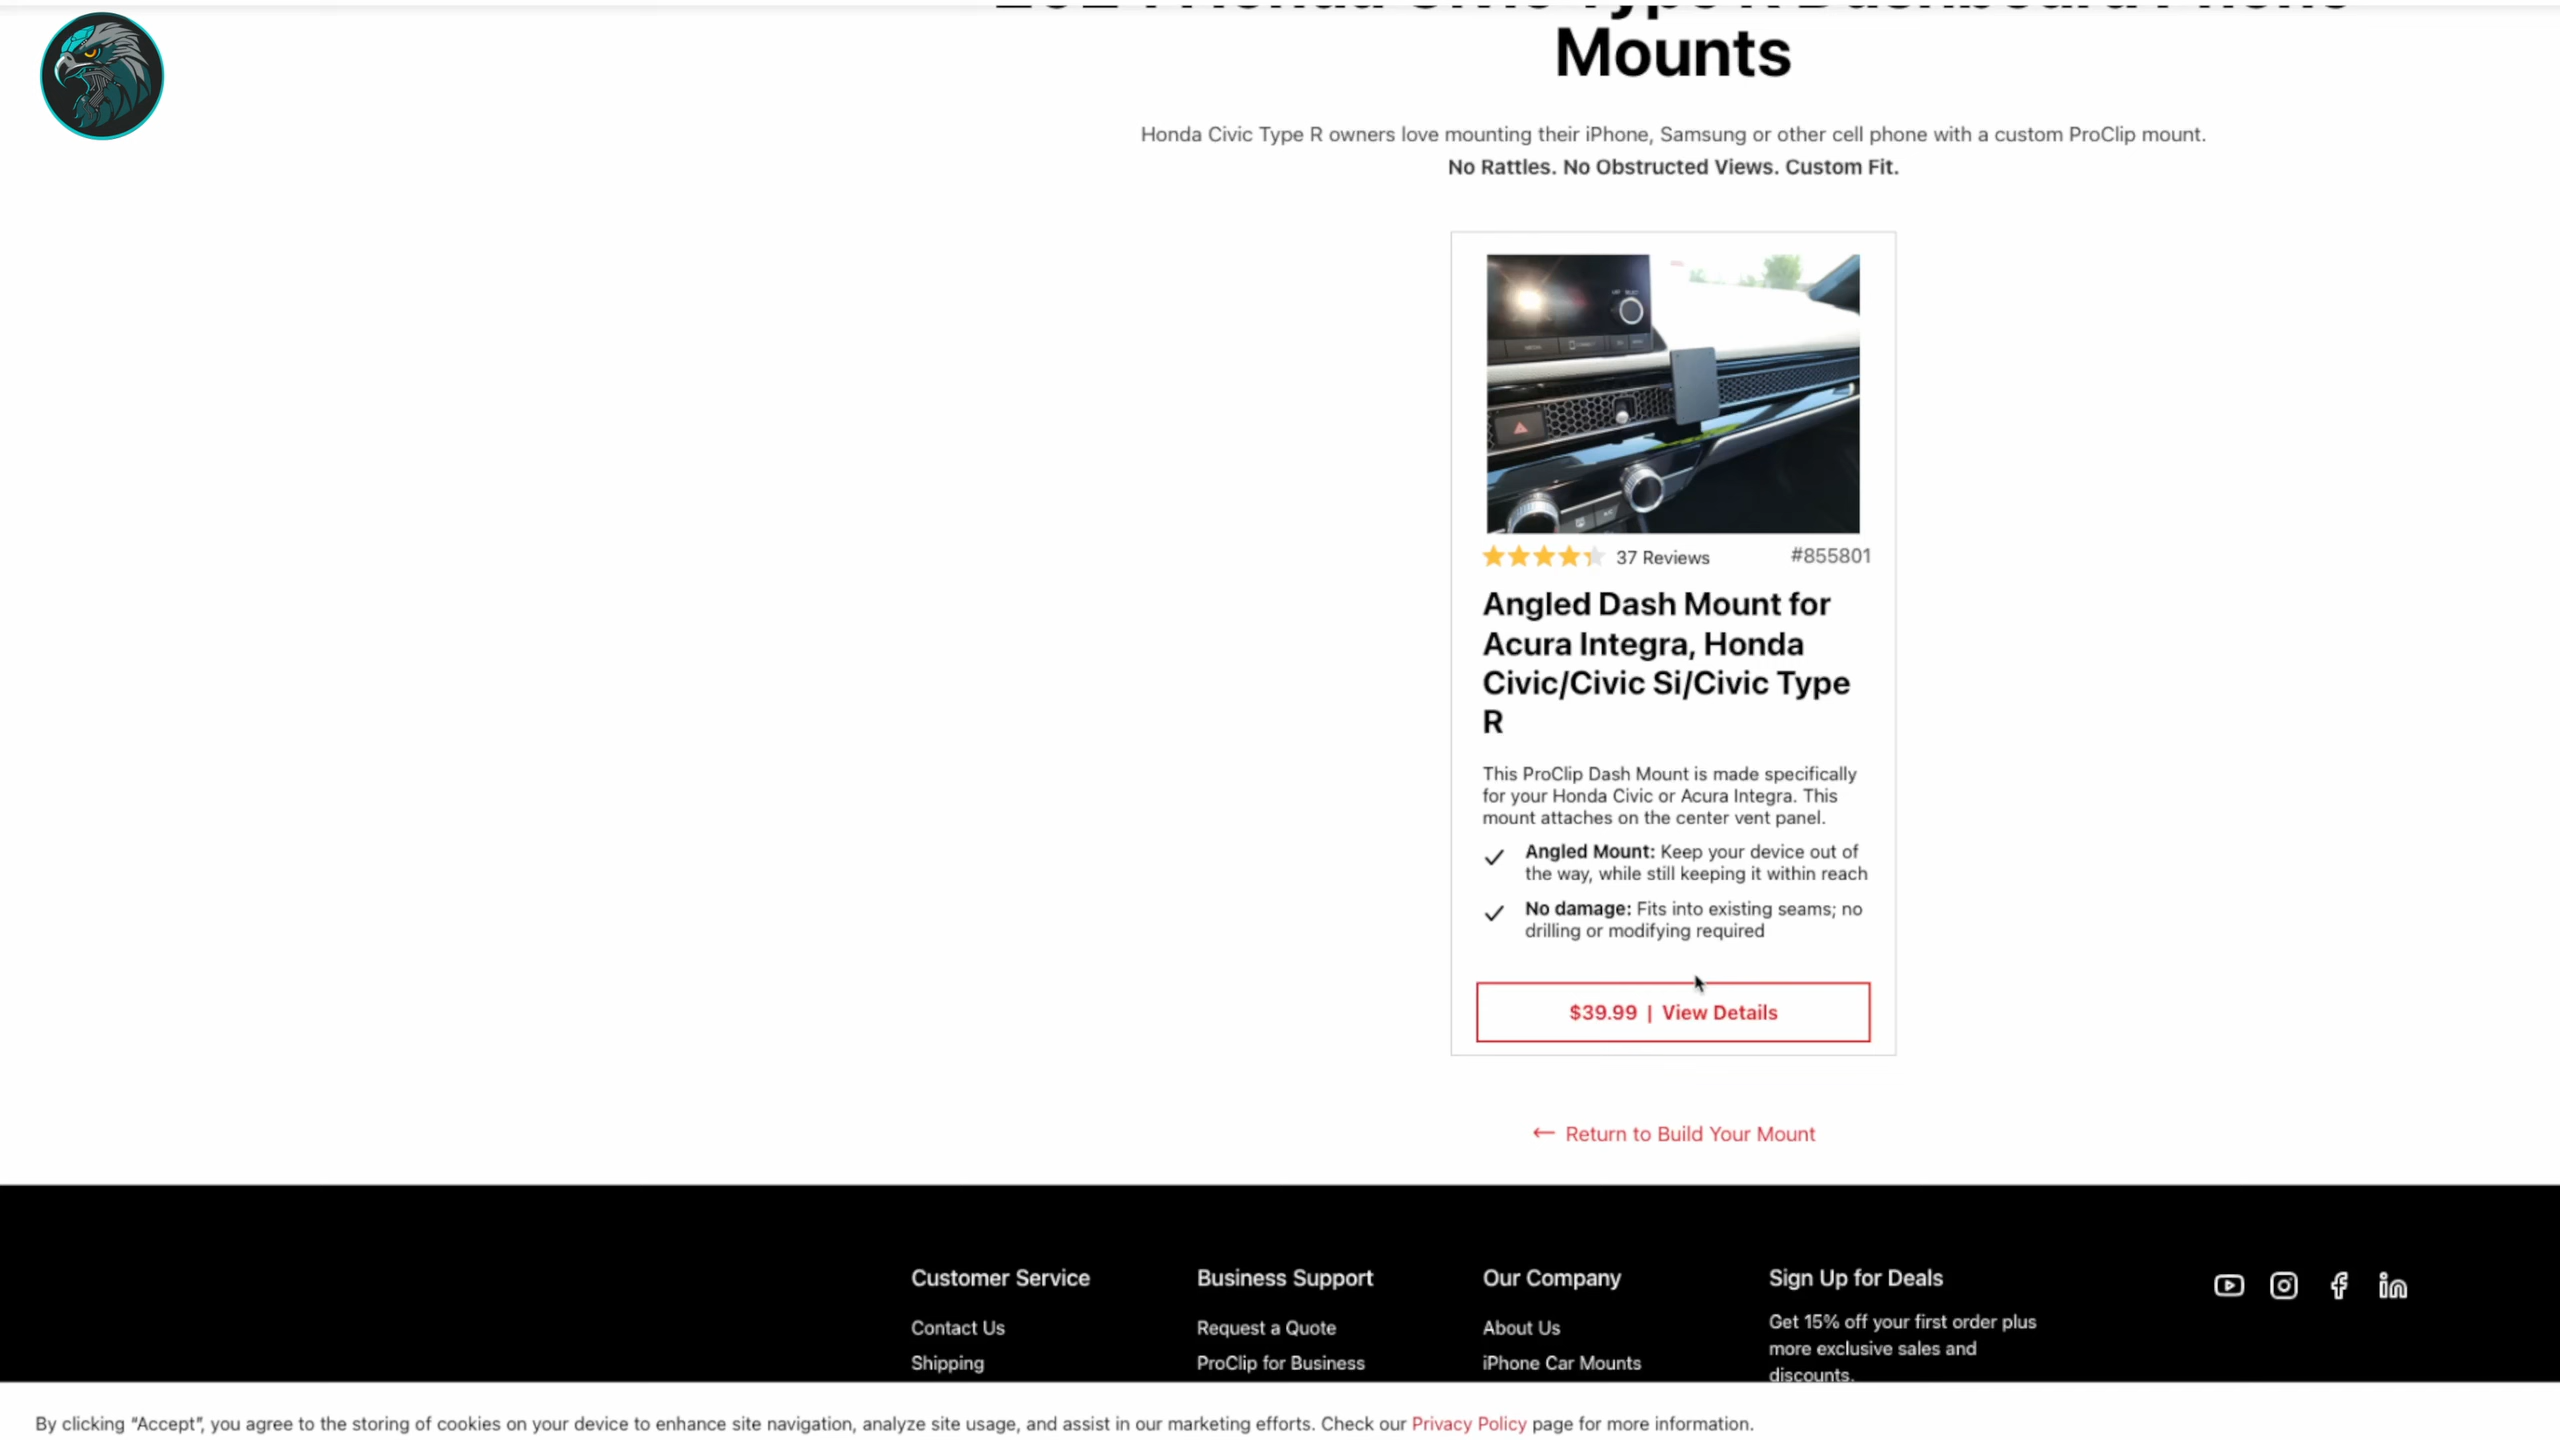 Mounts
Honda Civic Type R owners love mounting their iPhone, Samsung or other cell phone with a custom ProClip mount.
No Rattles. No Obstructed Views. Custom Fit.
37 Reviews
#855801
Angled Dash Mount for
Acura Integra, Honda
Civic/Civic Si/Civic Type
R
This ProClip Dash Mount is made specifically
for your Honda Civic or Acura Integra. This
mount attaches on the center vent panel.
Angled Mount: Keep your device out of
the way, while still keeping it within reach
No damage: Fits into existing seams; no
drilling or modifying required
$39.99 | View Details
← Return to Build Your Mount
Customer Service
Contact Us
Shipping
Business Support
Request a Quote
ProClip for Business
Our Company
About Us
iPhone Car Mounts
Sign Up for Deals
Get 15% off your first order plus
more exclusive sales and
discounts.
By clicking “Accept”, you agree to the storing of cookies on your device to enhance site navigation, analyze site usage, and assist in our marketing efforts. Check our Privacy Policy page for more information.